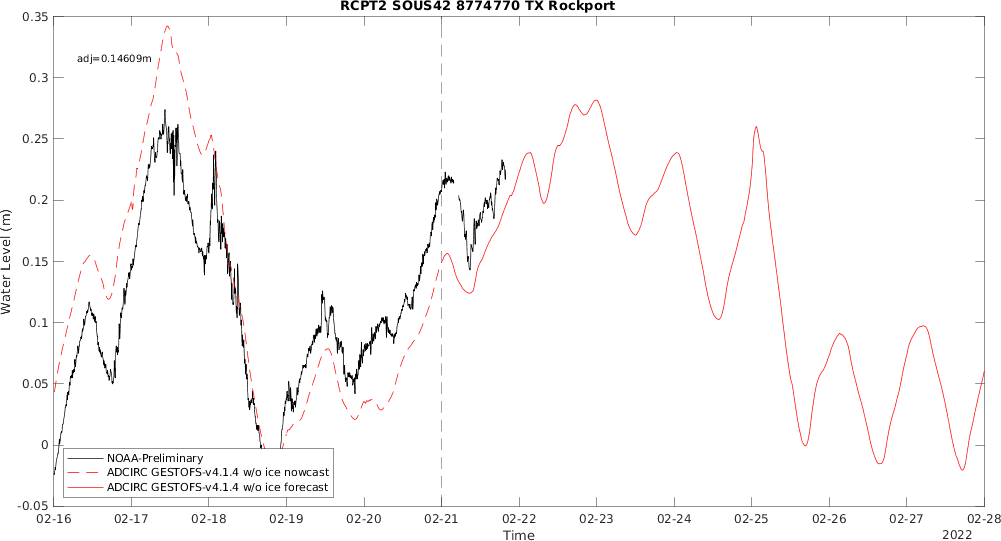 RCPT2 SOUS42 8774770 TX Rockport
adj=0.14609m
Water Level (m)
0.35
0.3
0.25
0.2
0.15
0.1
0.05
0
-0.05
NOAA-Preliminary
ADCIRC GESTOFS-v4.1.4 w/o ice nowcast
ADCIRC GESTOFS-v4.1.4 w/o ice forecast
02-16 02-17 02-18 02-19 02-20 02-21 02-22 02-23 02-24 02-25 02-26 02-27 02-28
Time
2022